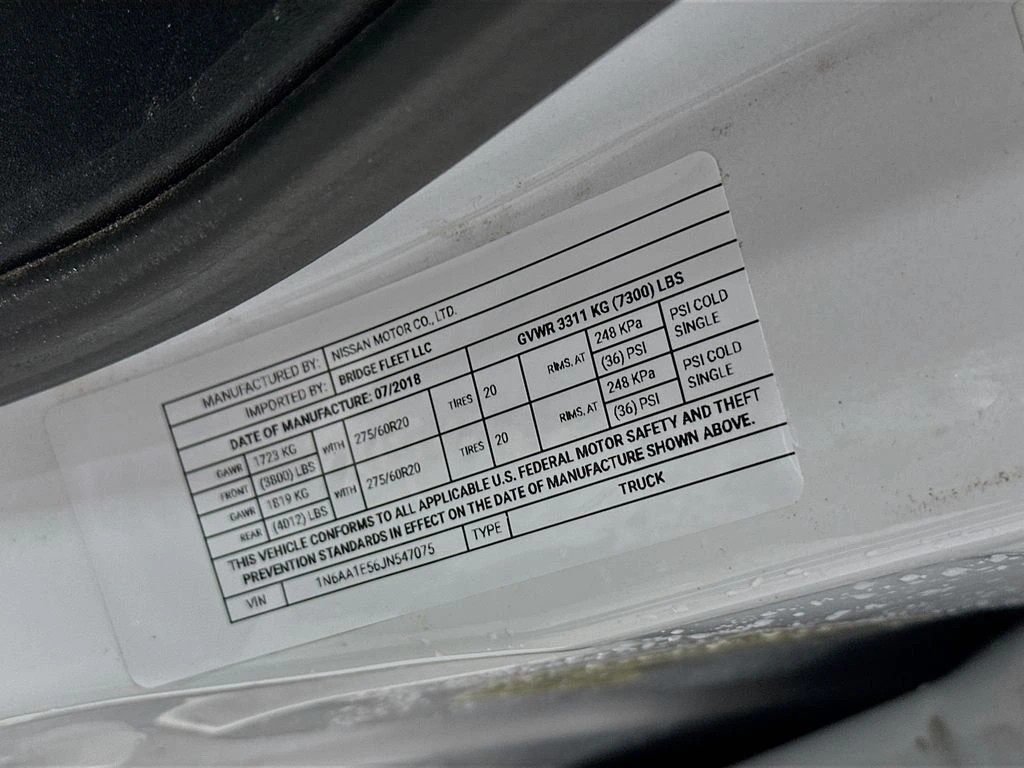 MANUFACTURED BY: NISSAN MOTOR CO., LTD.
IMPORTED BY: BRIDGE FLEET LLC
DATE OF MANUFACTURE: 07/2018 GVWR 3311 KG (7300) LBS
GAWR FRONT 1723 KG (3800) LBS WITH 275/60R20 TIRES 20 RIMS, AT 248 KPa (36) PSI PSI COLD SINGLE
GAWR REAR 1819 KG (4012) LBS WITH 275/60R20 TIRES 20 RIMS, AT 248 KPa (36) PSI PSI COLD SINGLE
THIS VEHICLE CONFORMS TO ALL APPLICABLE U.S. FEDERAL MOTOR SAFETY AND THEFT
PREVENTION STANDARDS IN EFFECT ON THE DATE OF MANUFACTURE SHOWN ABOVE.
VIN 1N6AA1E56JN547075 TYPE TRUCK